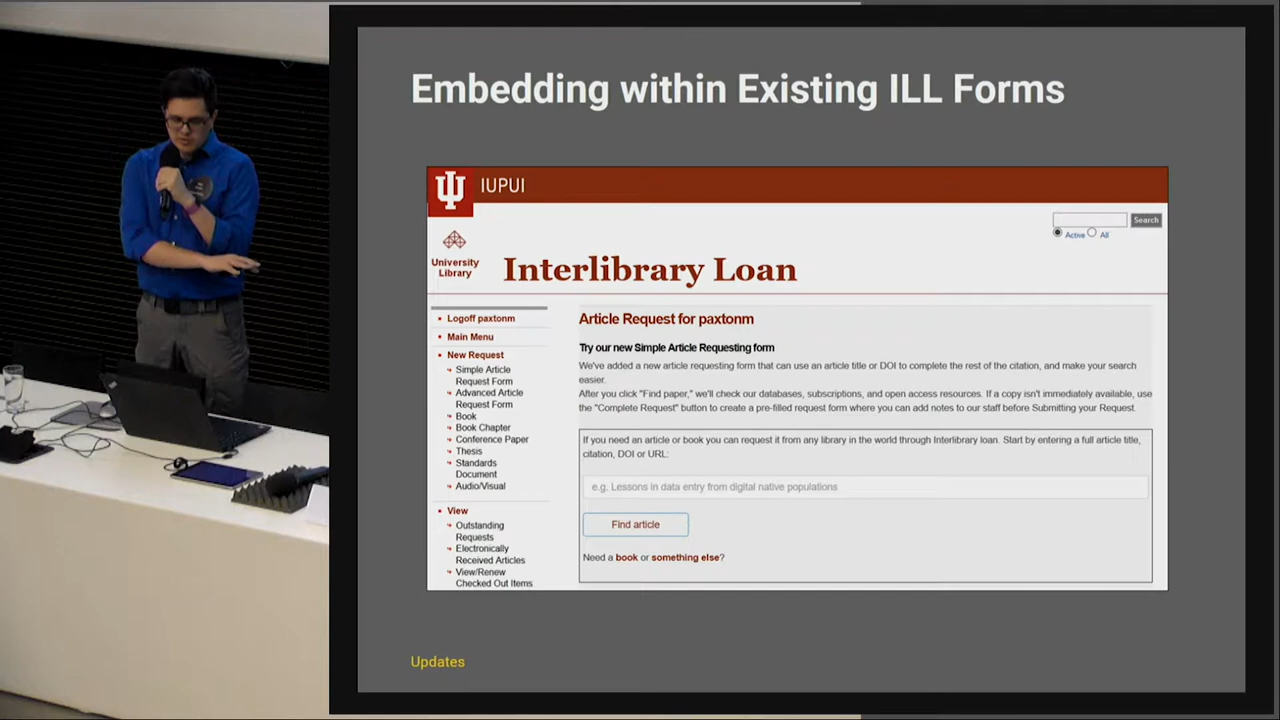 Embedding within Existing ILL Forms
IUPUI
Search
Active All
University
Library
Interlibrary Loan
Logoff paxtonm
Main Menu
New Request
Simple Article
Request Form
Advanced Article
Request Form
Book
Book Chapter
Conference Paper
Thesis
Standards
Document
Audio/Visual
View
Outstanding
Requests
Electronically
Received Articles
View/Renew
Checked Out Items
Article Request for paxtonm
Try our new Simple Article Requesting form
We've added a new article requesting form that can use an article title or DOI to complete the rest of the citation, and make your search
easier.
After you click "Find paper," we'll check our databases, subscriptions, and open access resources. If a copy isn't immediately available, use
the "Complete Request" button to create a pre-filled request form where you can add notes to our staff before Submitting your Request.
If you need an article or book you can request it from any library in the world through Interlibrary loan. Start by entering a full article title,
citation, DOI or URL:
e.g. Lessons in data entry from digital native populations
Find article
Need a book or something else?
Updates